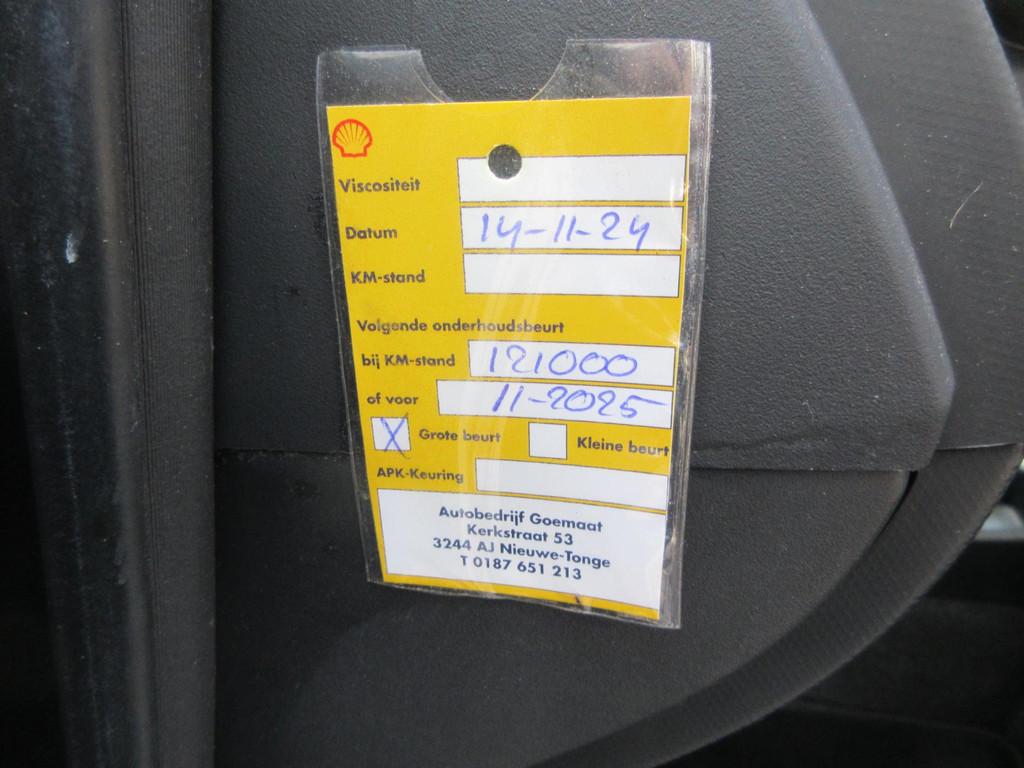 Viscositeit
Datum 14-11-24
KM-stand
Volgende onderhoudsbeurt
bij KM-stand 121000
of voor 11-2025
X Grote beurt Kleine beurt
APK-Keuring
Autobedrijf Goemaat
Kerkstraat 53
3244 AJ Nieuwe-Tonge
T 0187 651 213